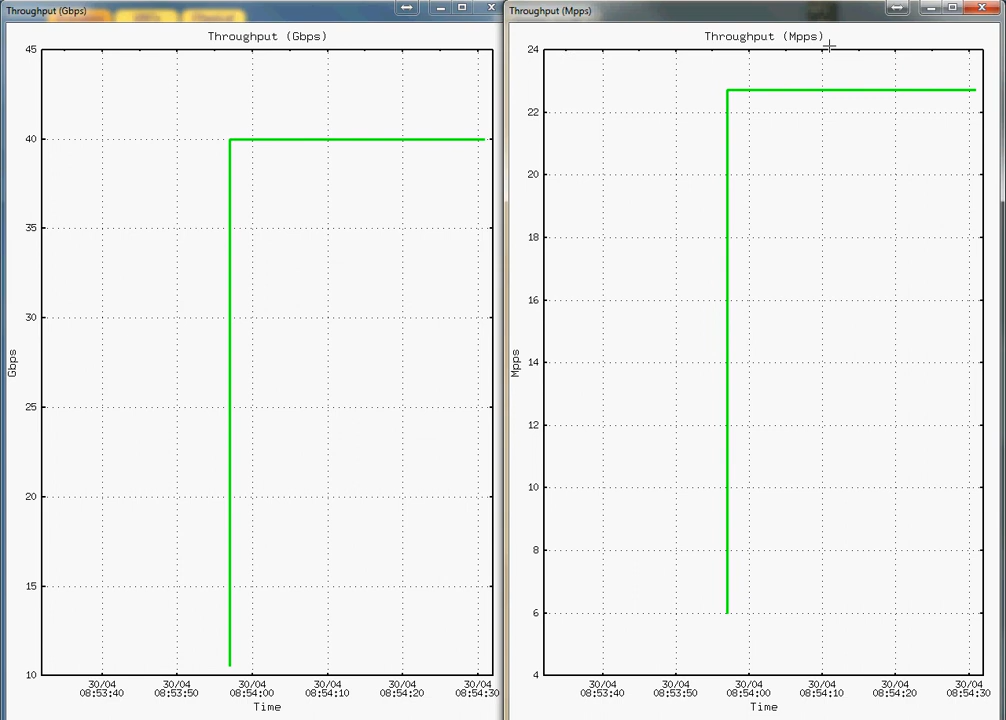 Throughput (Gbps)
Throughput (Gbps)
45
40
35
30
25
20
15
10
Gbps
30/04 30/04 30/04 30/04 30/04 30/04
08:53:40 08:53:50 08:54:00 08:54:10 08:54:20 08:54:30
Time
Throughput (Mpps)
Throughput (Mpps)
24
22
20
18
16
14
12
10
8
6
4
Mpps
30/04 30/04 30/04 30/04 30/04 30/04
08:53:40 08:53:50 08:54:00 08:54:10 08:54:20 08:54:30
Time